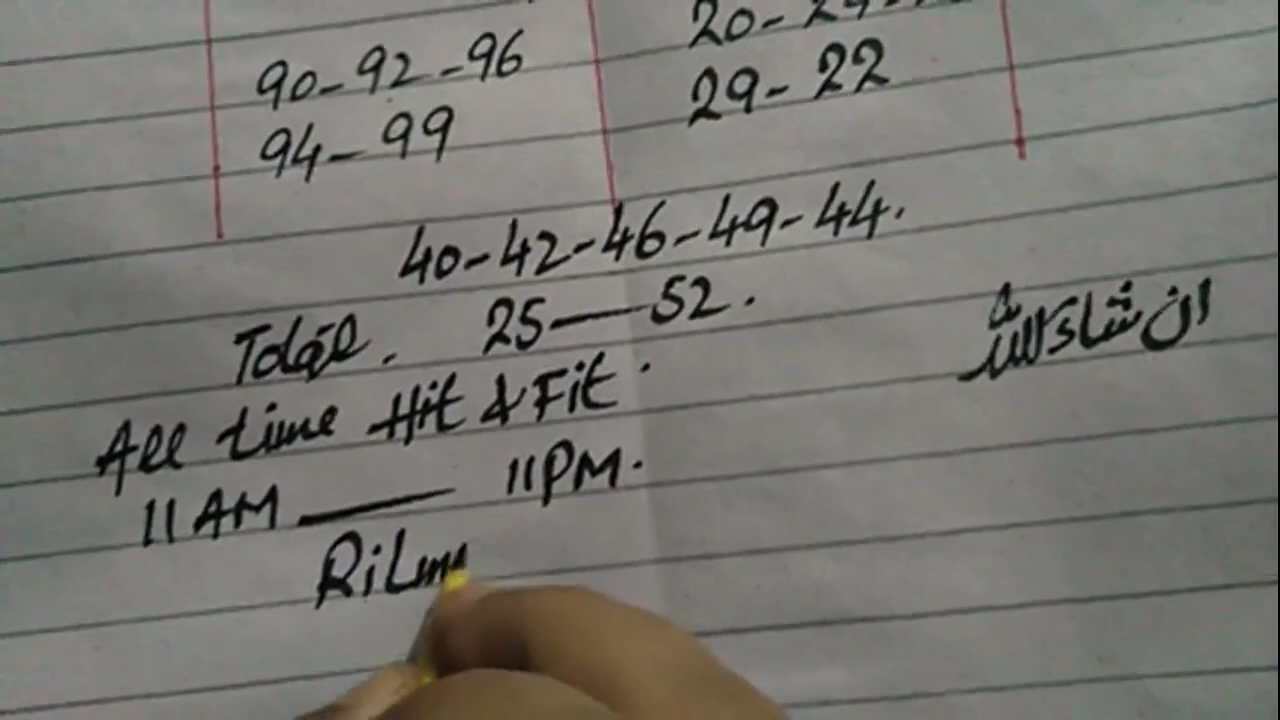 90-92-96
94-99
29-22
40-42-46-49-44.
Total. 25—52.
ان شاءاللہ
All time Hit & Fit.
11AM — 11PM.